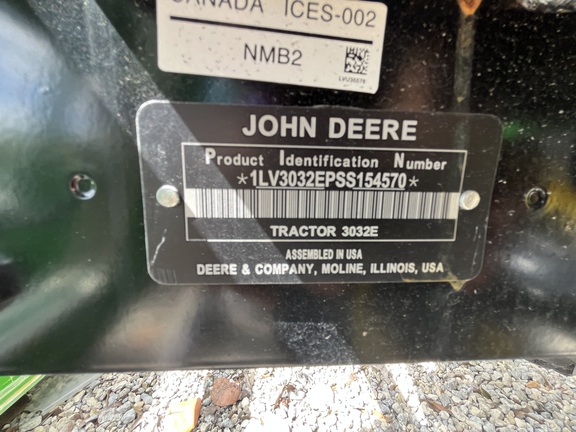 CANADA ICES-002
NMB2
LVU36878
JOHN DEERE
Product Identification Number
*1LV3032EPSS154570*
TRACTOR 3032E
ASSEMBLED IN USA
DEERE & COMPANY, MOLINE, ILLINOIS, USA